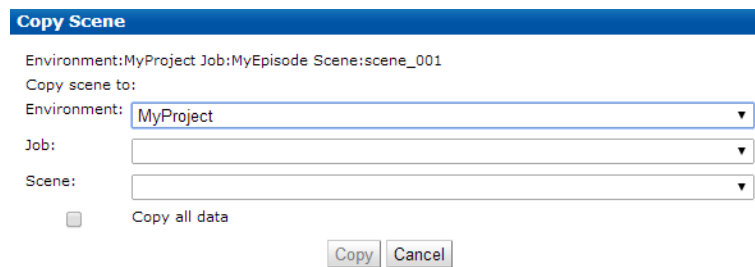 Copy Scene
Environment:MyProject Job:MyEpisode Scene:scene_001
Copy scene to:
Environment: MyProject
Job:
Scene:
Copy all data
Copy Cancel